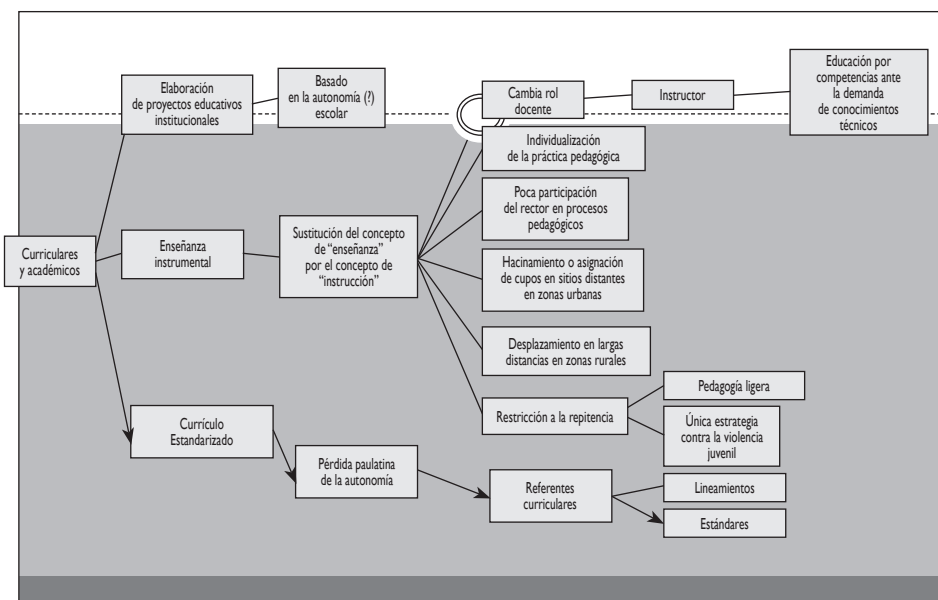 Curriculares
y académicos
Elaboración
de proyectos educativos
institucionales
Basado
en la autonomía (?)
escolar
Enseñanza
instrumental
Sustitución del concepto
de “enseñanza”
por el concepto de
“instrucción”
Cambia rol
docente
Instructor
Educación por
competencias ante
la demanda
de conocimientos
técnicos
Individualización
de la práctica pedagógica
Poca participación
del rector en procesos
pedagógicos
Hacinamiento o asignación
de cupos en sitios distantes
en zonas urbanas
Desplazamiento en largas
distancias en zonas rurales
Restricción a la repitencia
Pedagogía ligera
Única estrategia
contra la violencia
juvenil
Currículo
Estandarizado
Pérdida paulatina
de la autonomía
Referentes
curriculares
Lineamientos
Estándares